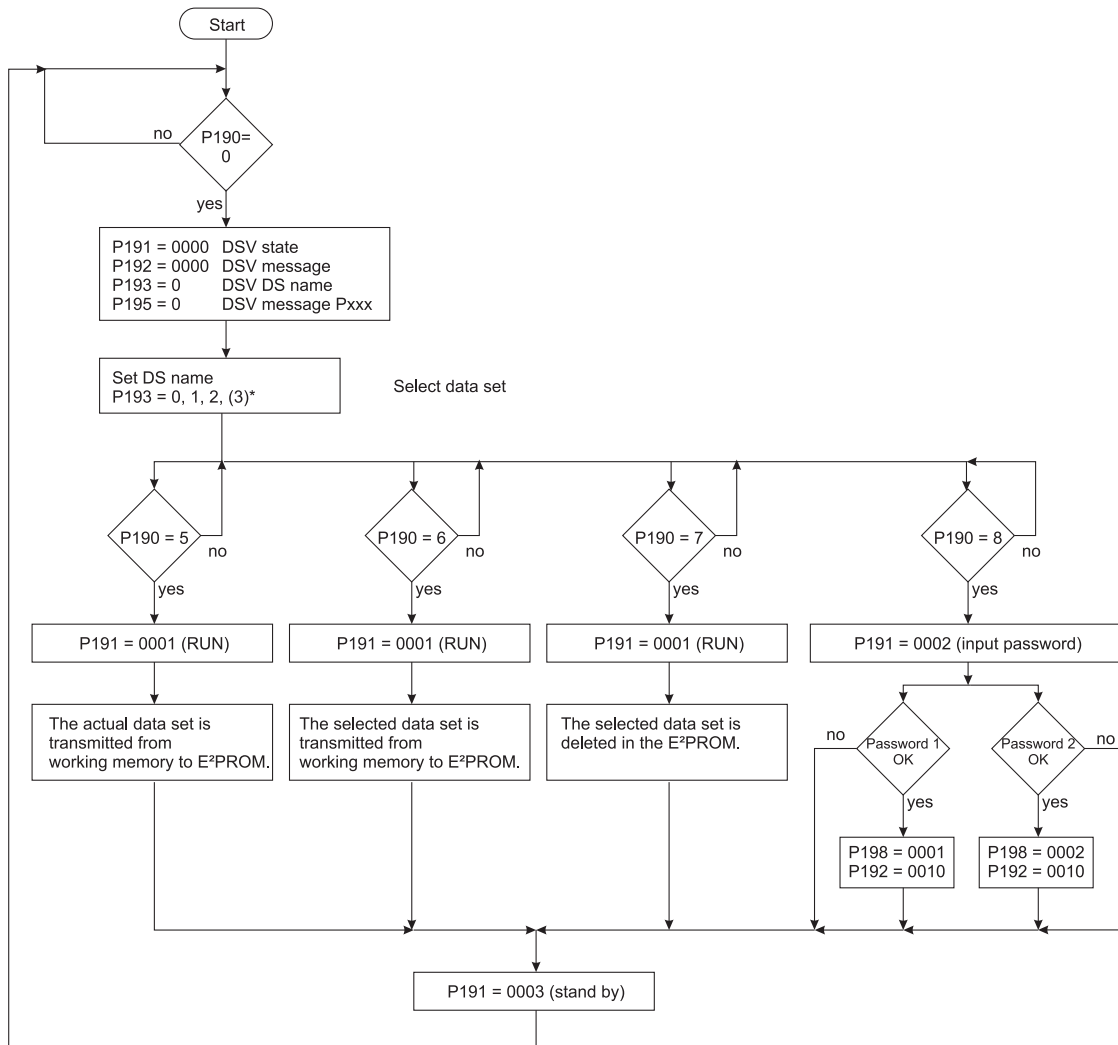 Start
no
P190=
0
yes
P191 = 0000 DSV state
P192 = 0000 DSV message
P193 = 0 DSV DS name
P195 = 0 DSV message Pxxx
Set DS name
P193 = 0, 1, 2, (3)*
Select data set
P190 = 5
no
yes
P190 = 6
no
yes
P190 = 7
no
yes
P190 = 8
no
yes
P191 = 0001 (RUN)
P191 = 0001 (RUN)
P191 = 0001 (RUN)
P191 = 0002 (input password)
The actual data set is
transmitted from
working memory to E²PROM.
The selected data set is
transmitted from
working memory to E²PROM.
The selected data set is
deleted in the E²PROM.
no
Password 1
OK
yes
Password 2
OK
no
yes
P198 = 0001
P192 = 0010
P198 = 0002
P192 = 0010
P191 = 0003 (stand by)